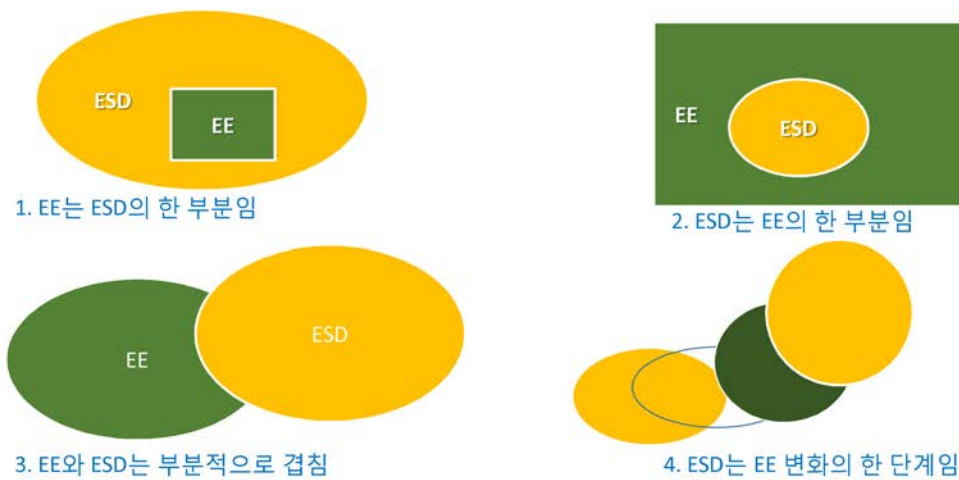 ESD
EE
1. EE는 ESD의 한 부분임
EE
ESD
2. ESD는 EE의 한 부분임
EE
ESD
3. EE와 ESD는 부분적으로 겹침
4. ESD는 EE 변화의 한 단계임